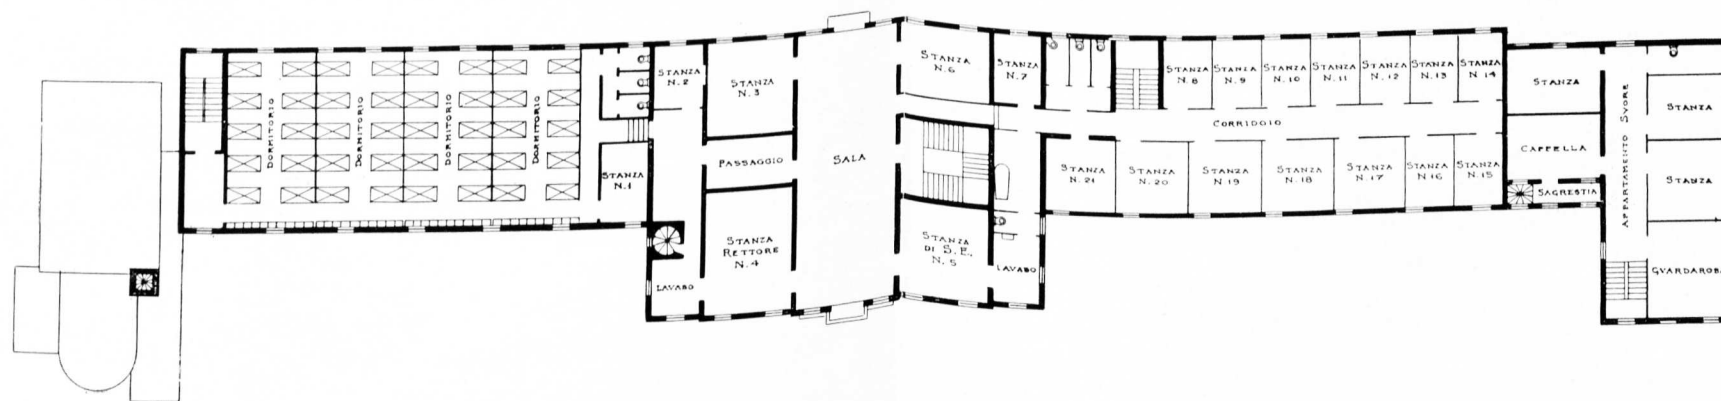 DORMITORIO
DORMITORIO
DORMITORIO
DORMITORIO
STANZA
N.1
STANZA
N.2
STANZA
N.3
PASSAGGIO
STANZA
RETTORE
N.4
LAVABO
SALA
STANZA
N.6
STANZA
N.7
STANZA
DI S.E.
N.5
LAVABO
STANZA
N.8
STANZA
N.9
STANZA
N.10
STANZA
N.11
STANZA
N.12
STANZA
N.13
STANZA
N.14
CORRIDOIO
STANZA
N.21
STANZA
N.20
STANZA
N.19
STANZA
N.18
STANZA
N.17
STANZA
N.16
STANZA
N.15
STANZA
CAPPELLA
SAGRESTIA
APPARTAMENTO SVORE
STANZA
STANZA
GVARDAROBA